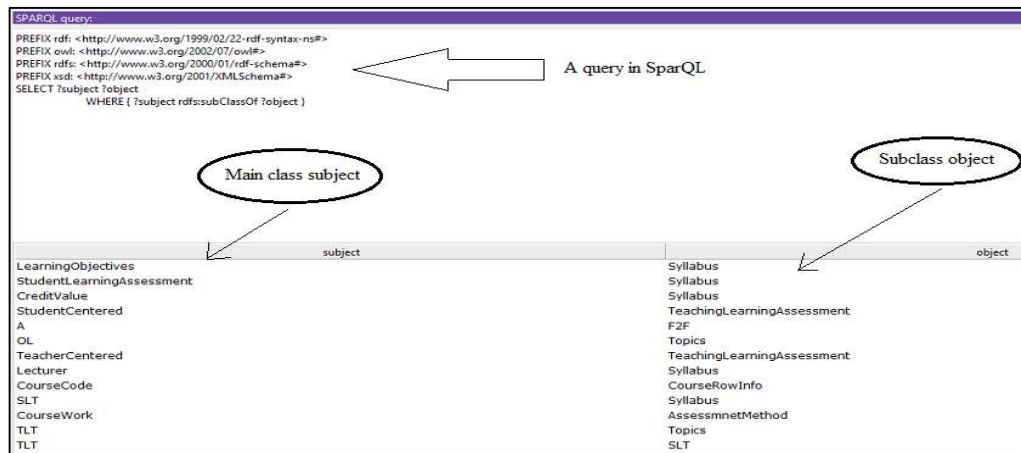 SPARQL query:
PREFIX rdf: <http://www.w3.org/1999/02/22-rdf-syntax-ns#>
PREFIX owl: <http://www.w3.org/2002/07/owl#>
PREFIX rdfs: <http://www.w3.org/2000/01/rdf-schema#>
PREFIX xsd: <http://www.w3.org/2001/XMLSchema#>
SELECT ?subject ?object
WHERE { ?subject rdfs:subClassOf ?object }
A query in SparQL
Main class subject
Subclass object
subject object
LearningObjectives Syllabus
StudentLearningAssessment Syllabus
CreditValue Syllabus
StudentCentered TeachingLearningAssessment
A F2F
OL Topics
TeacherCentered TeachingLearningAssessment
Lecturer Syllabus
CourseCode CourseRowInfo
SLT Syllabus
CourseWork AssessmnetMethod
TLT Topics
TLT SLT